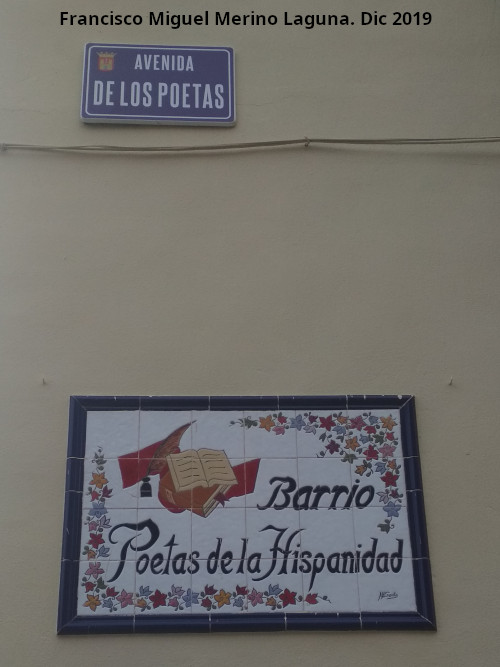 Francisco Miguel Merino Laguna. Dic 2019
AVENIDA
DE LOS POETAS
Barrio
Poetas de la Hispanidad